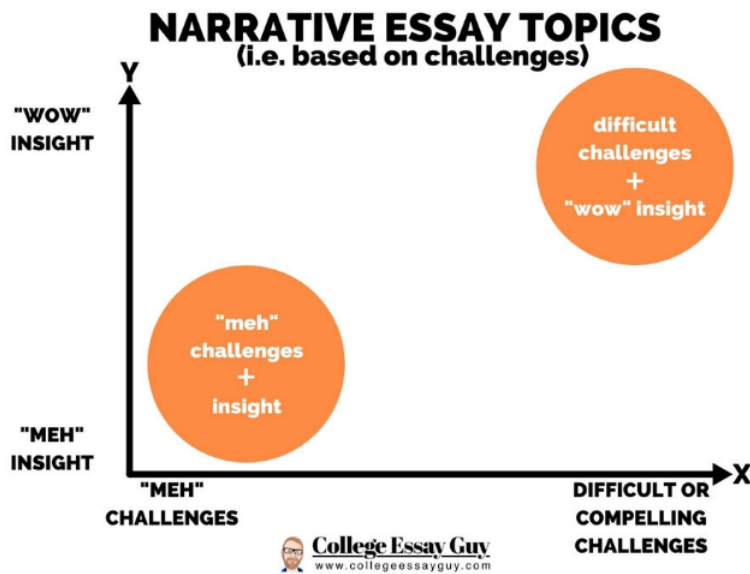 NARRATIVE ESSAY TOPICS
(i.e. based on challenges)
Y
"WOW"
INSIGHT
difficult
challenges
+
"wow" insight
"meh"
challenges
+
insight
"MEH"
INSIGHT
X
"MEH"
CHALLENGES
DIFFICULT OR
COMPELLING
CHALLENGES
College Essay Guy
www.collegeessayguy.com